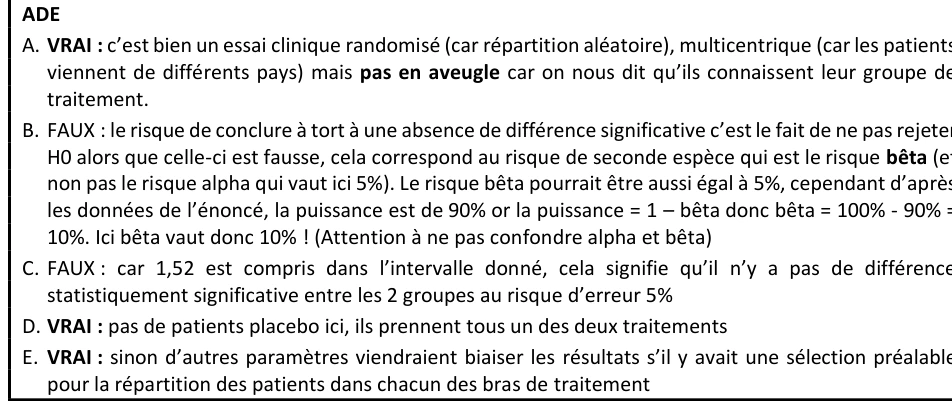 ADE
A. VRAI : c’est bien un essai clinique randomisé (car répartition aléatoire), multicentrique (car les patients
viennent de différents pays) mais pas en aveugle car on nous dit qu’ils connaissent leur groupe de
traitement.
B. FAUX : le risque de conclure à tort à une absence de différence significative c’est le fait de ne pas rejeter
H0 alors que celle-ci est fausse, cela correspond au risque de seconde espèce qui est le risque bêta (et
non pas le risque alpha qui vaut ici 5%). Le risque bêta pourrait être aussi égal à 5%, cependant d’après
les données de l’énoncé, la puissance est de 90% or la puissance = 1 – bêta donc bêta = 100% - 90% =
10%. Ici bêta vaut donc 10% ! (Attention à ne pas confondre alpha et bêta)
C. FAUX : car 1,52 est compris dans l’intervalle donné, cela signifie qu’il n’y a pas de différence
statistiquement significative entre les 2 groupes au risque d’erreur 5%
D. VRAI : pas de patients placebo ici, ils prennent tous un des deux traitements
E. VRAI : sinon d’autres paramètres viendraient biaiser les résultats s’il y avait une sélection préalable
pour la répartition des patients dans chacun des bras de traitement